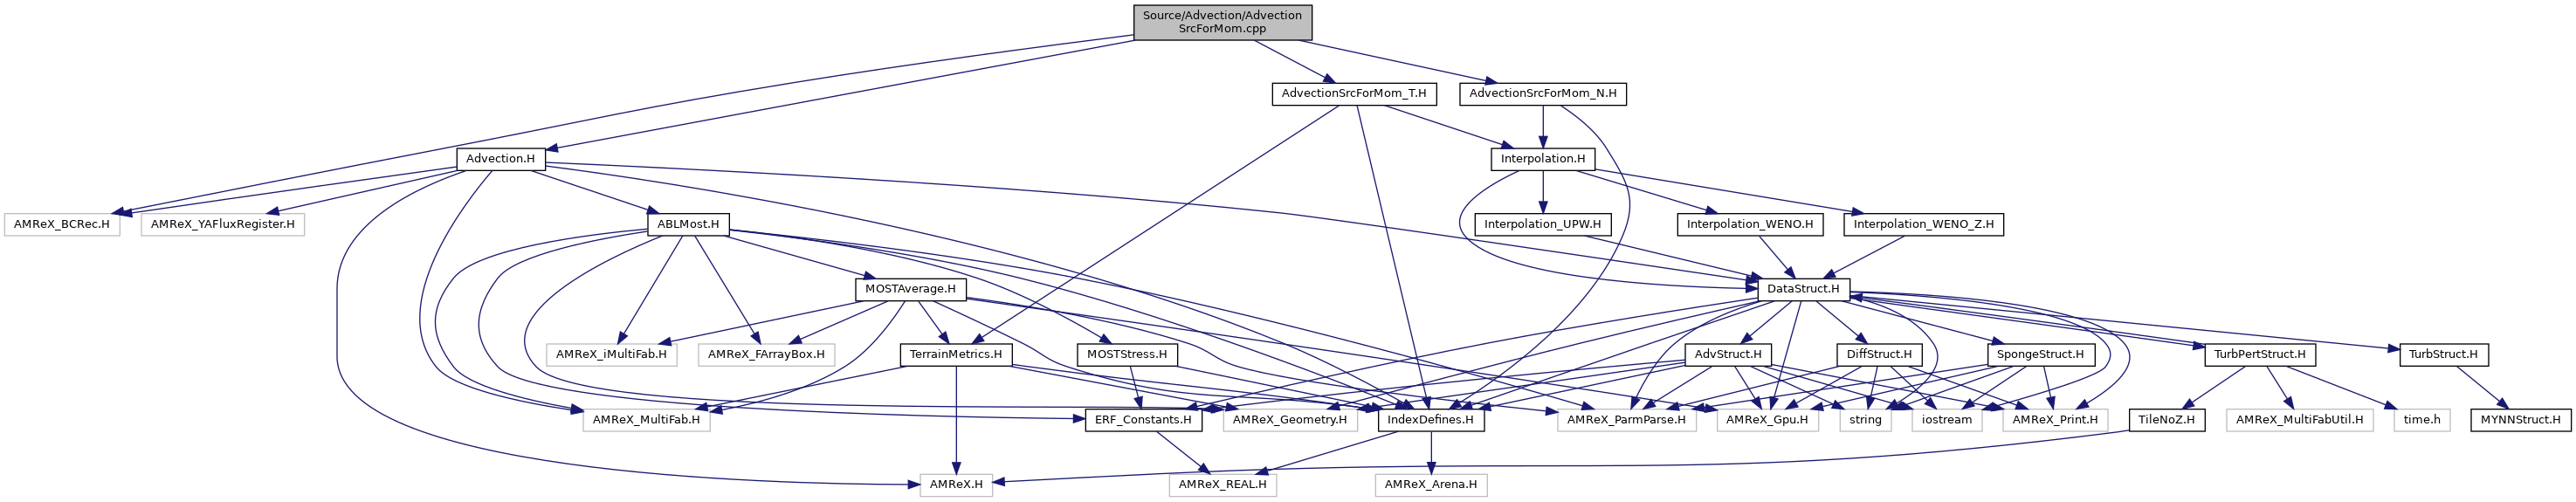 Source/Advection/Advection
SrcForMom.cpp
AdvectionSrcForMom_T.H
AdvectionSrcForMom_N.H
Advection.H
Interpolation.H
AMReX_BCRec.H
AMReX_YAFluxRegister.H
ABLMost.H
Interpolation_UPW.H
Interpolation_WENO.H
Interpolation_WENO_Z.H
MOSTAverage.H
DataStruct.H
AMReX_iMultiFab.H
AMReX_FArrayBox.H
TerrainMetrics.H
MOSTStress.H
AdvStruct.H
DiffStruct.H
SpongeStruct.H
TurbPertStruct.H
TurbStruct.H
AMReX_MultiFab.H
ERF_Constants.H
AMReX_Geometry.H
IndexDefines.H
AMReX_ParmParse.H
AMReX_Gpu.H
string
iostream
AMReX_Print.H
TileNoZ.H
AMReX_MultiFabUtil.H
time.h
MYNNStruct.H
AMReX.H
AMReX_REAL.H
AMReX_Arena.H